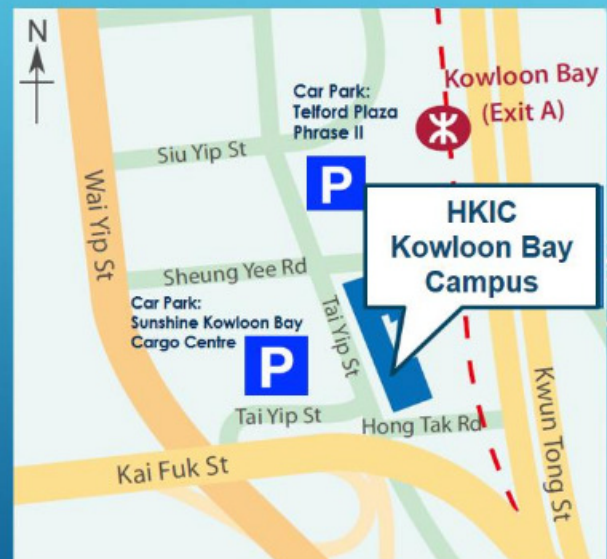 N
Kowloon Bay
(Exit A)
Car Park:
Telford Plaza
Phrase II
P
Siu Yip St
Wai Yip St
HKIC
Kowloon Bay
Campus
Sheung Yee Rd
Tai Yip St
Car Park:
Sunshine Kowloon Bay
Cargo Centre
P
Tai Yip St
Hong Tak Rd
Kwun Tong St
Kai Fuk St